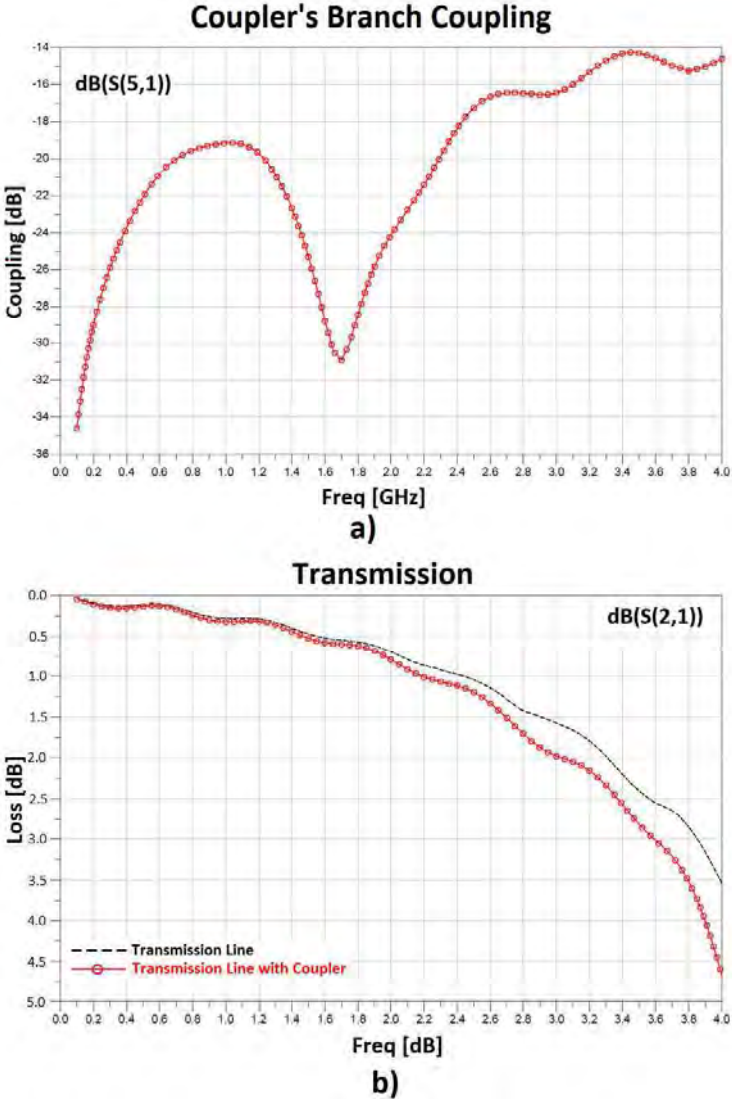 Coupler's Branch Coupling
dB(S(5,1))
Coupling [dB]
-14
-16
-18
-20
-22
-24
-26
-28
-30
-32
-34
-36
0.0 0.2 0.4 0.6 0.8 1.0 1.2 1.4 1.6 1.8 2.0 2.2 2.4 2.6 2.8 3.0 3.2 3.4 3.6 3.8 4.0
Freq [GHz]
a)
Transmission
dB(S(2,1))
Loss [dB]
0.0
0.5
1.0
1.5
2.0
2.5
3.0
3.5
4.0
4.5
5.0
Transmission Line
Transmission Line with Coupler
0.0 0.2 0.4 0.6 0.8 1.0 1.2 1.4 1.6 1.8 2.0 2.2 2.4 2.6 2.8 3.0 3.2 3.4 3.6 3.8 4.0
Freq [dB]
b)